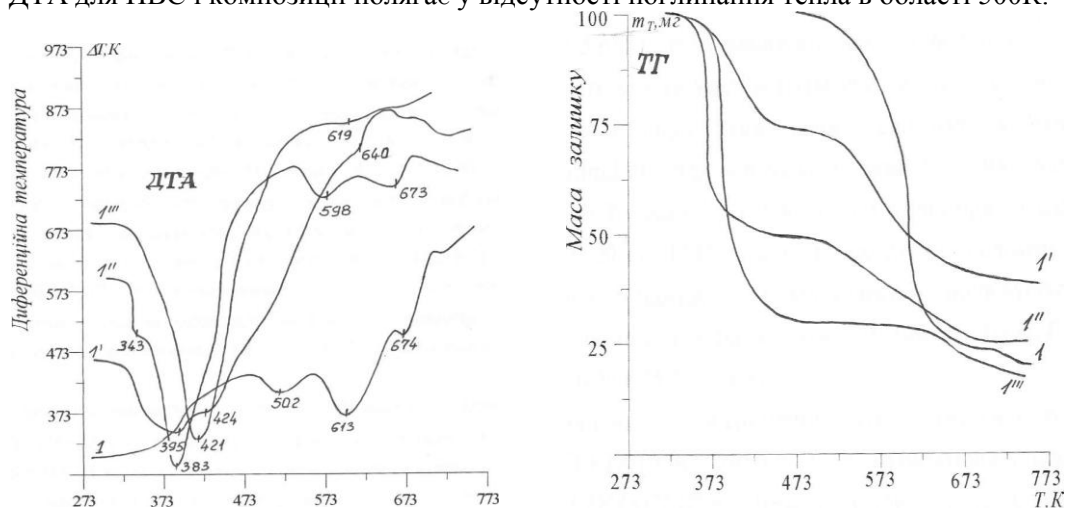 ДТА для ПВС і композиції полягає у відсутності поглинання тепла в області 500К.
973 ΔT,К
873
773
673
573
473
373
273 373 473 573 673 773
Диференційна температура
ДТА
1'''
1''
343
1'
1
395
383
421
424
502
613
674
598
673
619
640
100 mT,мг
75
50
25
273 373 473 573 673 773
Т.К
Маса залишку
ТГ
1'
1''
1
1'''